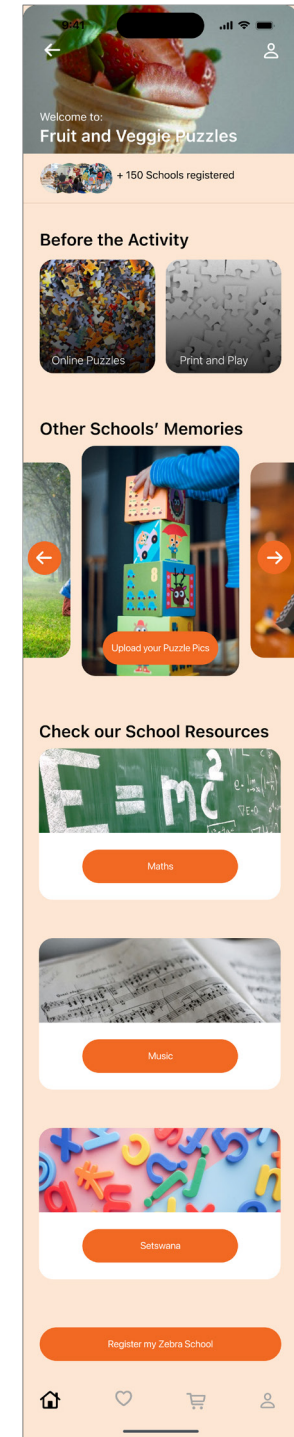 9:41
Welcome to:
Fruit and Veggie Puzzles
+ 150 Schools registered
Before the Activity
Online Puzzles
Print and Play
Other Schools' Memories
Upload your Puzzle Pics
Check our School Resources
E = mc²
Maths
Music
Setswana
Register my Zebra School